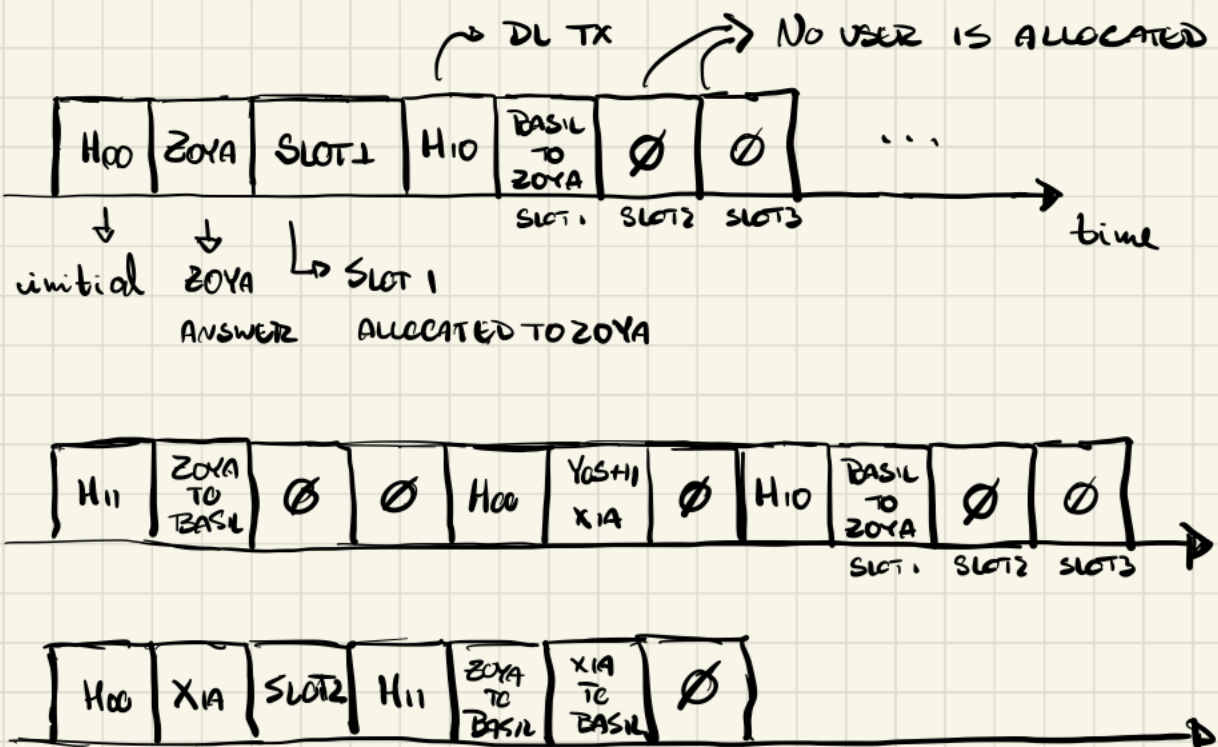 DL TX
NO USER IS ALLOCATED
H00 ZOYA SLOT1 H10 BASIL TO ZOYA Ø Ø ...
SLOT1 SLOT2 SLOT3
time
initial ZOYA ANSWER
SLOT 1 ALLOCATED TO ZOYA
H11 ZOYA TO BASIL Ø Ø H00 YOSHI XIA Ø H10 BASIL TO ZOYA Ø Ø
SLOT1 SLOT2 SLOT3
H00 XIA SLOT2 H11 ZOYA TO BASIL XIA TO BASIL Ø